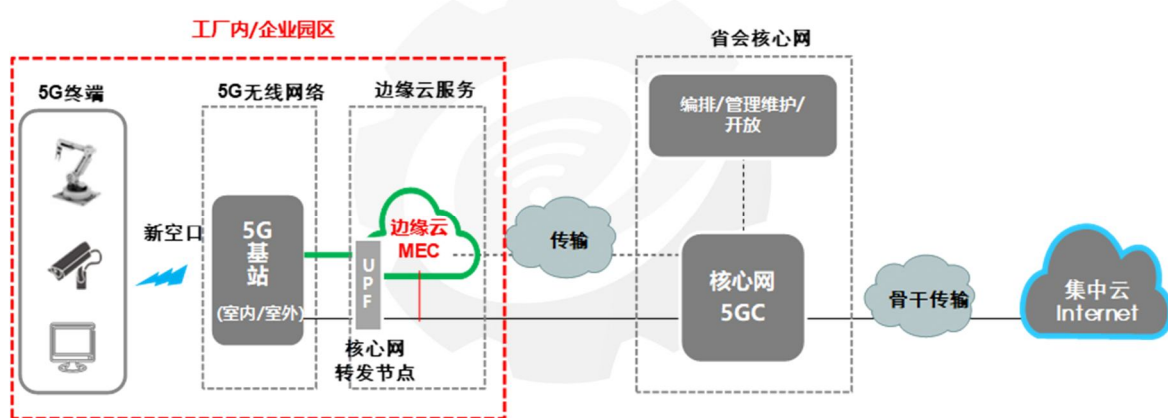 工厂内/企业园区
省会核心网
5G终端
5G无线网络
边缘云服务
编排/管理维护/
开放
新空口
5G
基
站
(室内/室外)
UPF
边缘云
MEC
传输
核心网
5GC
骨干传输
集中云
Internet
核心网
转发节点